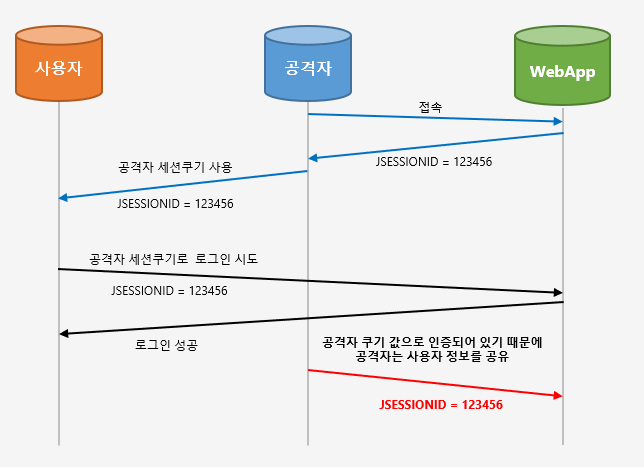 사용자
공격자
WebApp
접속
JSESSIONID = 123456
공격자 세션쿠기 사용
JSESSIONID = 123456
공격자 세션쿠기로 로그인 시도
JSESSIONID = 123456
로그인 성공
공격자 쿠기 값으로 인증되어 있기 때문에
공격자는 사용자 정보를 공유
JSESSIONID = 123456